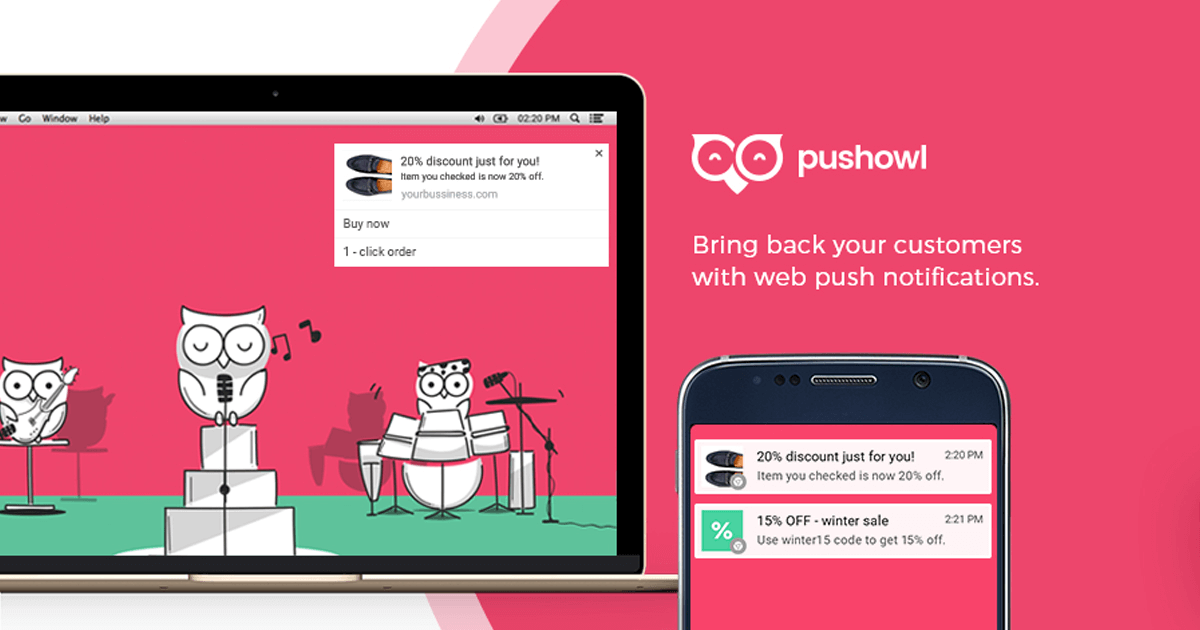 Go Window Help 02:20 PM
20% discount just for you!
Item you checked is now 20% off.
yourbussiness.com
Buy now
1 - click order
pushowl
Bring back your customers
with web push notifications.
20% discount just for you! 2:20 PM
Item you checked is now 20% off.
15% OFF - winter sale 2:21 PM
%
Use winter15 code to get 15% off.